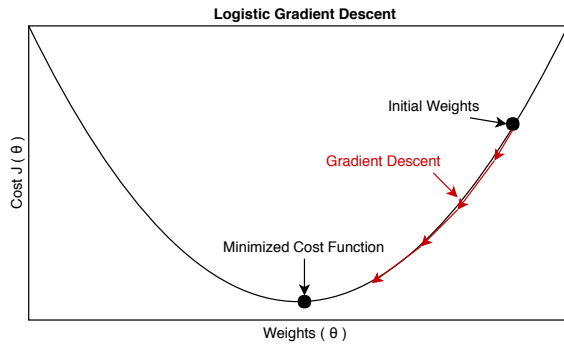 Logistic Gradient Descent
Initial Weights
Gradient Descent
Minimized Cost Function
Cost J ( θ )
Weights ( θ )